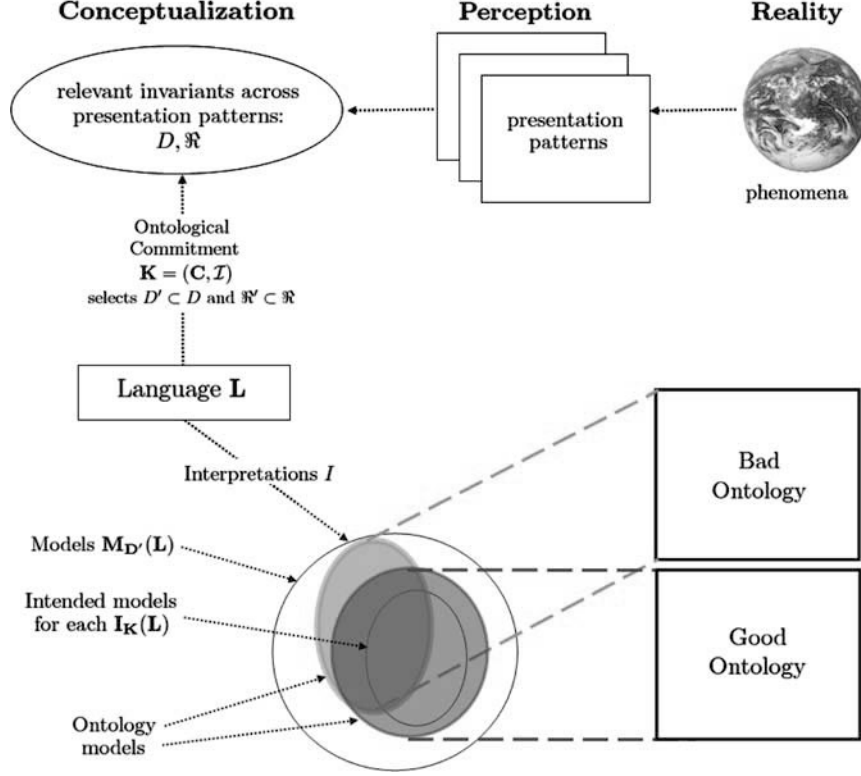 Conceptualization
Perception
Reality
relevant invariants across
presentation patterns:
D, ℜ
presentation
patterns
phenomena
Ontological
Commitment
K = (C, ℐ)
selects D′ ⊂ D and ℜ′ ⊂ ℜ
Language L
Interpretations I
Bad
Ontology
Models M_D′(L)
Intended models
for each I_K(L)
Good
Ontology
Ontology
models